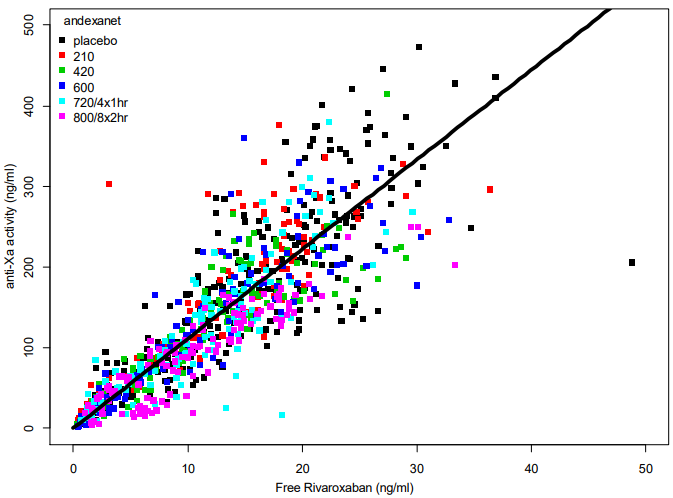 andexanet
placebo
210
420
600
720/4x1hr
800/8x2hr
anti-Xa activity (ng/ml)
500
400
300
200
100
0
0 10 20 30 40 50
Free Rivaroxaban (ng/ml)